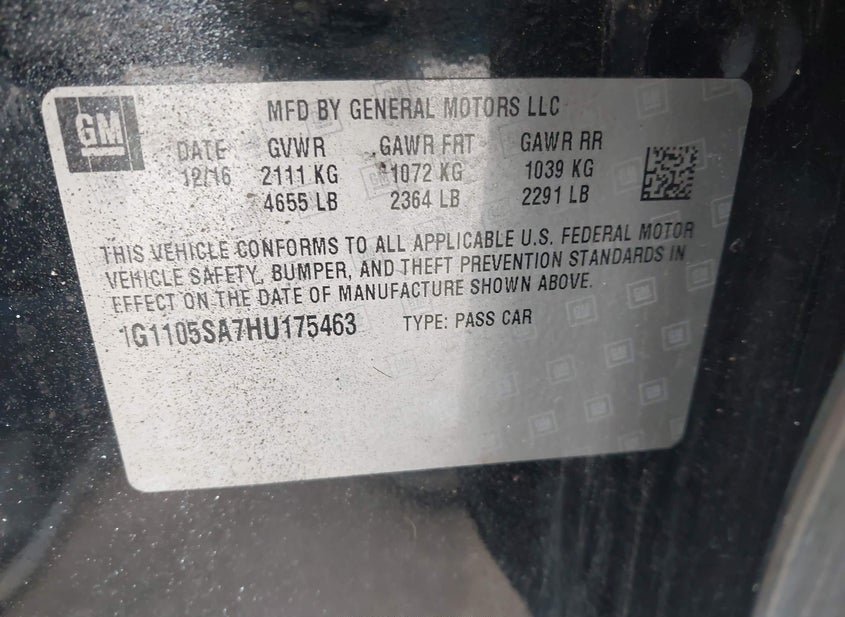 GM
MFD BY GENERAL MOTORS LLC
DATE GVWR GAWR FRT GAWR RR
12/16 2111 KG 1072 KG 1039 KG
4655 LB 2364 LB 2291 LB
THIS VEHICLE CONFORMS TO ALL APPLICABLE U.S. FEDERAL MOTOR
VEHICLE SAFETY, BUMPER, AND THEFT PREVENTION STANDARDS IN
EFFECT ON THE DATE OF MANUFACTURE SHOWN ABOVE.
1G1105SA7HU175463 TYPE: PASS CAR